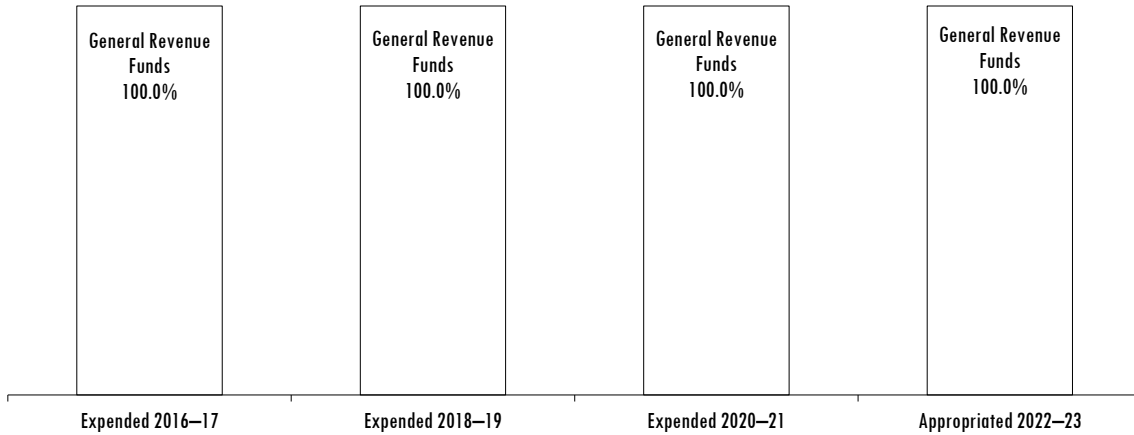 General Revenue
Funds
100.0%
General Revenue
Funds
100.0%
General Revenue
Funds
100.0%
General Revenue
Funds
100.0%
Expended 2016–17
Expended 2018–19
Expended 2020–21
Appropriated 2022–23